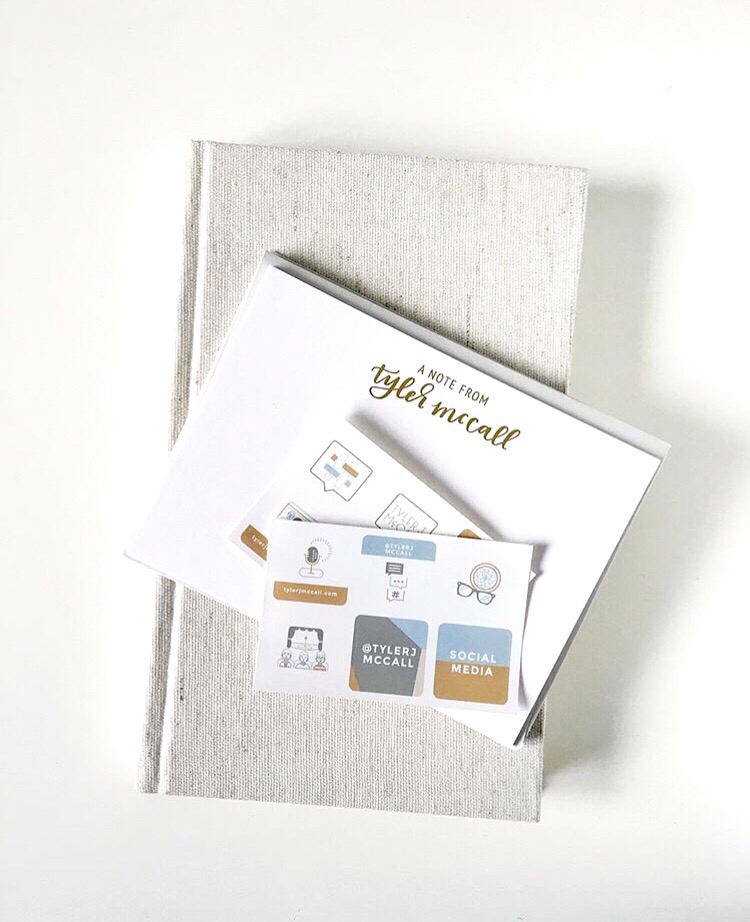 A NOTE FROM
tyler mccall
@TYLERJ
MCCALL
tylerjmccall.com
#
@TYLERJ
MCCALL
SOCIAL
MEDIA